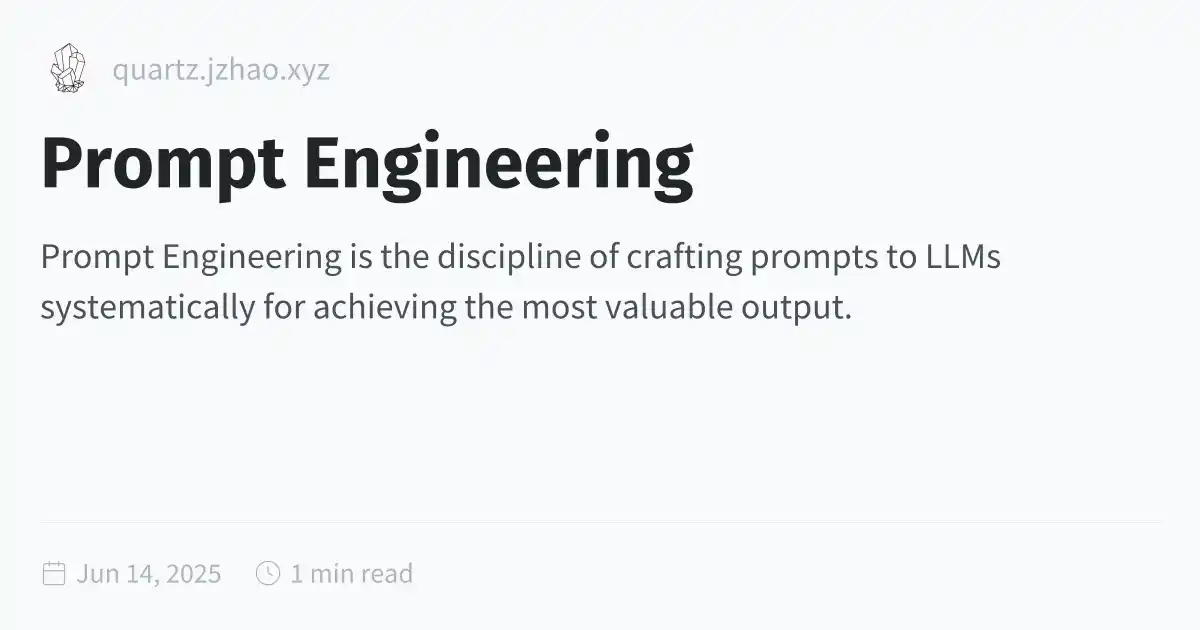 quartz.jzhao.xyz
Prompt Engineering
Prompt Engineering is the discipline of crafting prompts to LLMs
systematically for achieving the most valuable output.
Jun 14, 2025 1 min read